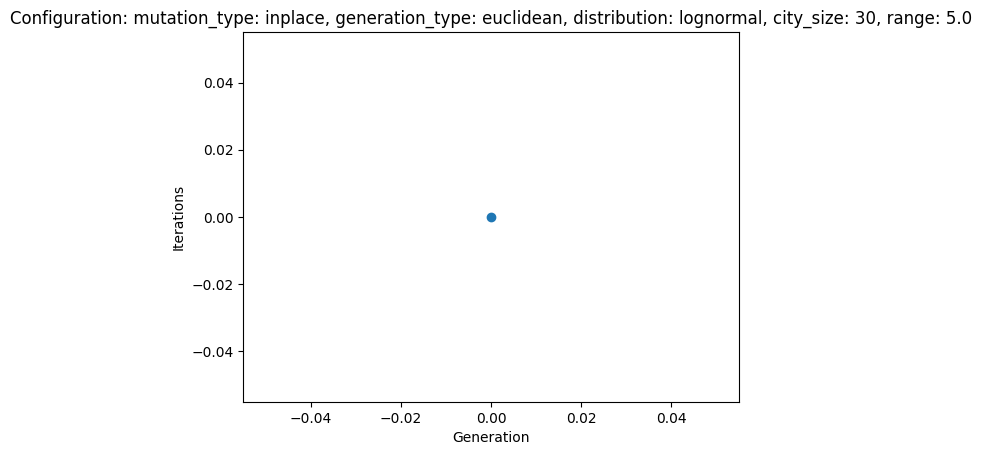 Configuration: mutation_type: inplace, generation_type: euclidean, distribution: lognormal, city_size: 30, range: 5.0
0.04
0.02
0.00
−0.02
−0.04
Iterations
−0.04 −0.02 0.00 0.02 0.04
Generation